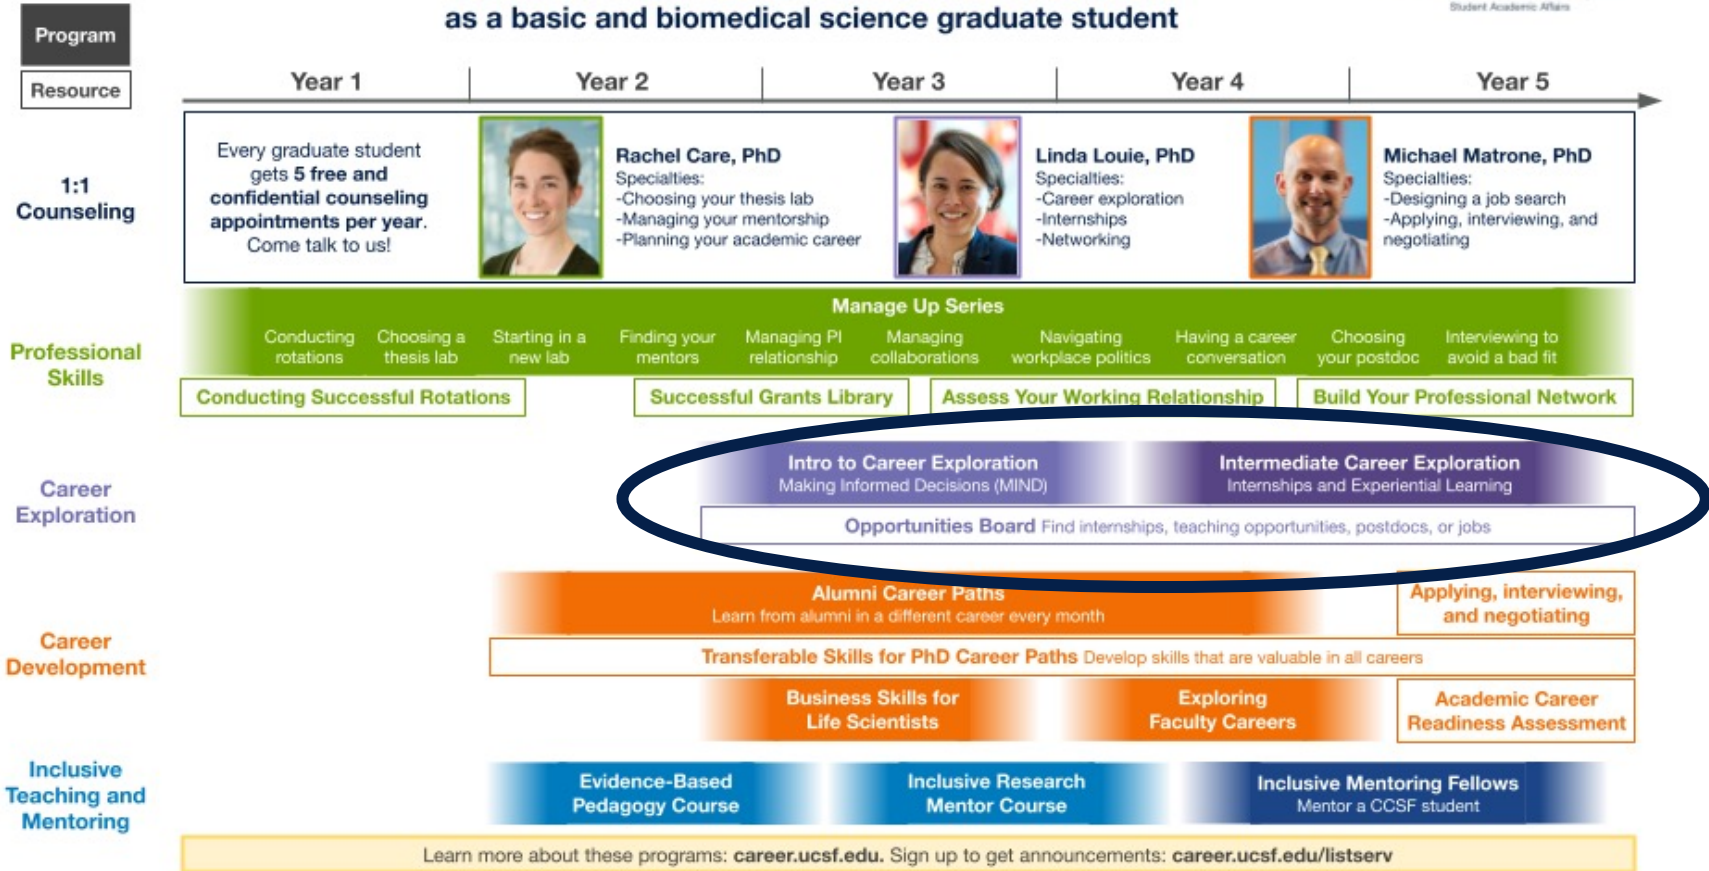 as a basic and biomedical science graduate student
Student Academic Affairs
Program
Resource
Year 1
Year 2
Year 3
Year 4
Year 5
1:1
Counseling
Every graduate student
gets 5 free and
confidential counseling
appointments per year.
Come talk to us!
Rachel Care, PhD
Specialties:
-Choosing your thesis lab
-Managing your mentorship
-Planning your academic career
Linda Louie, PhD
Specialties:
-Career exploration
-Internships
-Networking
Michael Matrone, PhD
Specialties:
-Designing a job search
-Applying, interviewing, and
negotiating
Professional
Skills
Manage Up Series
Conducting
rotations
Choosing a
thesis lab
Starting in a
new lab
Finding your
mentors
Managing PI
relationship
Managing
collaborations
Navigating
workplace politics
Having a career
conversation
Choosing
your postdoc
Interviewing to
avoid a bad fit
Conducting Successful Rotations
Successful Grants Library
Assess Your Working Relationship
Build Your Professional Network
Career
Exploration
Intro to Career Exploration
Making Informed Decisions (MIND)
Intermediate Career Exploration
Internships and Experiential Learning
Opportunities Board Find internships, teaching opportunities, postdocs, or jobs
Career
Development
Alumni Career Paths
Learn from alumni in a different career every month
Applying, interviewing,
and negotiating
Transferable Skills for PhD Career Paths Develop skills that are valuable in all careers
Business Skills for
Life Scientists
Exploring
Faculty Careers
Academic Career
Readiness Assessment
Inclusive
Teaching and
Mentoring
Evidence-Based
Pedagogy Course
Inclusive Research
Mentor Course
Inclusive Mentoring Fellows
Mentor a CCSF student
Learn more about these programs: career.ucsf.edu. Sign up to get announcements: career.ucsf.edu/listserv